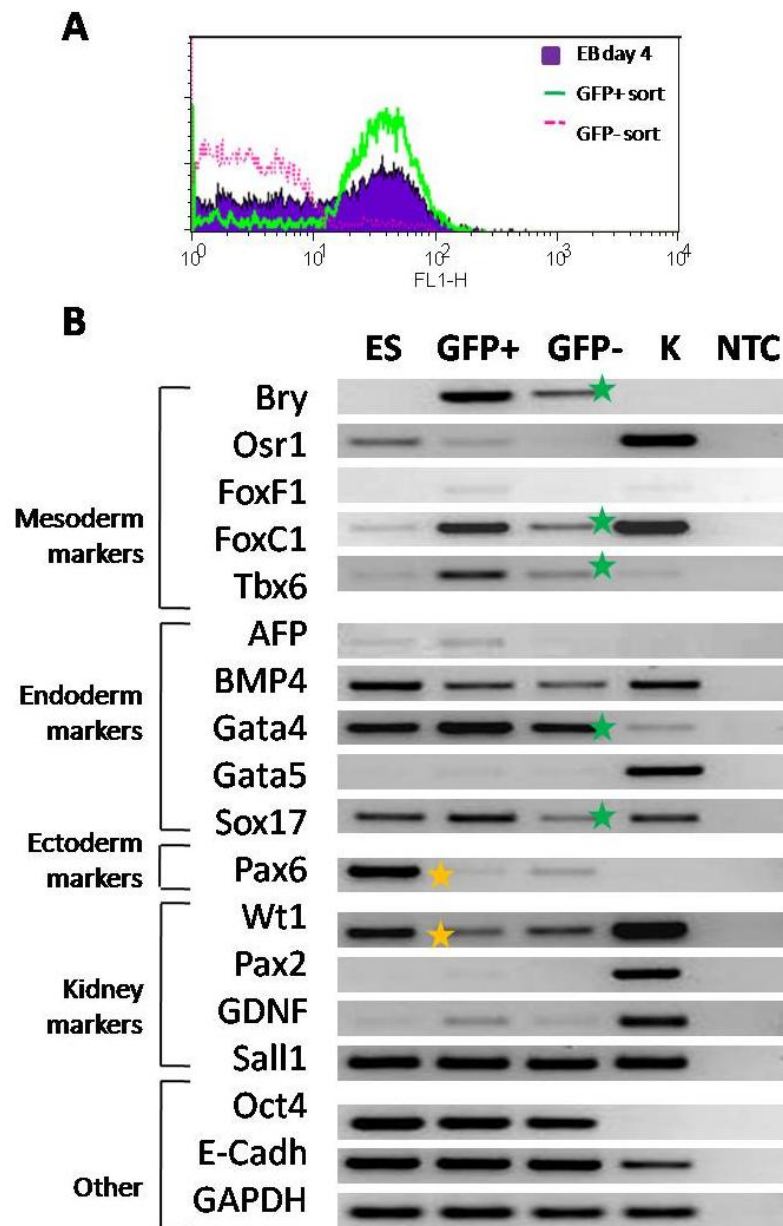 A
EB day 4
GFP+ sort
GFP- sort
10^0 10^1 10^2 10^3 10^4
FL1-H
B
ES GFP+ GFP- K NTC
Mesoderm markers
Bry
Osr1
FoxF1
FoxC1
Tbx6
Endoderm markers
AFP
BMP4
Gata4
Gata5
Sox17
Ectoderm markers
Pax6
Kidney markers
Wt1
Pax2
GDNF
Sall1
Other
Oct4
E-Cadh
GAPDH